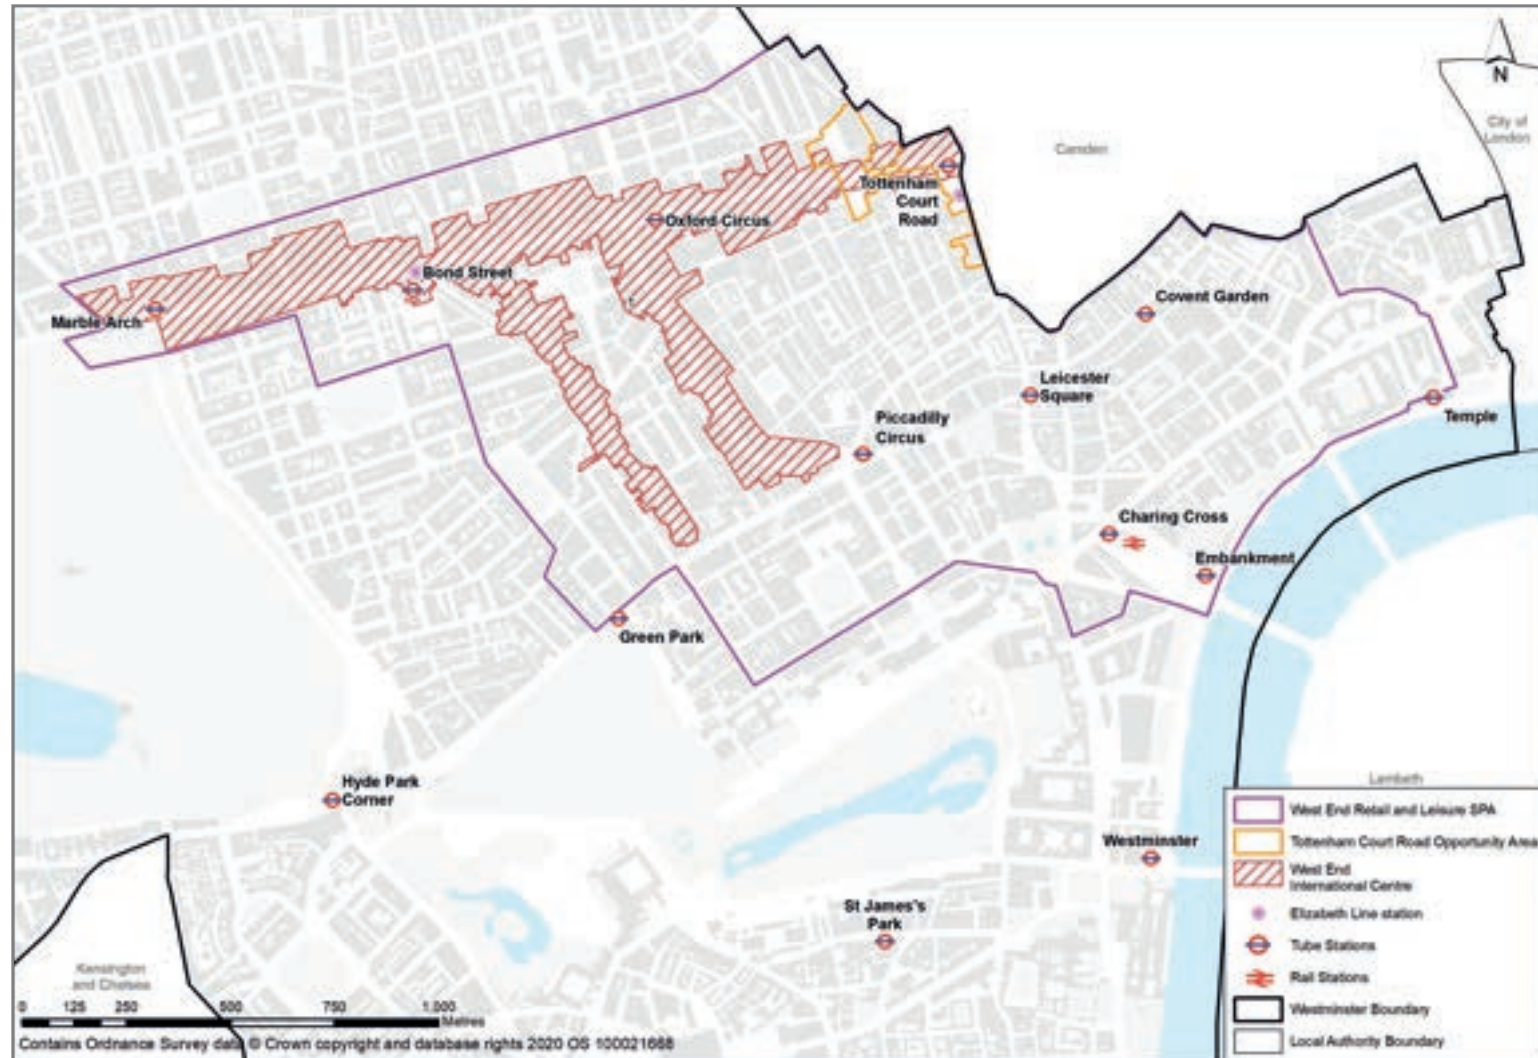 N
City of
London
Camden
Tottenham
Court
Road
Oxford Circus
Bond Street
Marble Arch
Covent Garden
Leicester
Square
Piccadilly
Circus
Temple
Charing Cross
Embankment
Green Park
Hyde Park
Corner
Westminster
St James's
Park
Kensington
and Chelsea
Lambeth
West End Retail and Leisure SPA
Tottenham Court Road Opportunity Area
West End
International Centre
Elizabeth Line station
Tube Stations
Rail Stations
Westminster Boundary
Local Authority Boundary
0 125 250 500 750 1,000
Metres
Contains Ordnance Survey data © Crown copyright and database rights 2020 OS 100021668